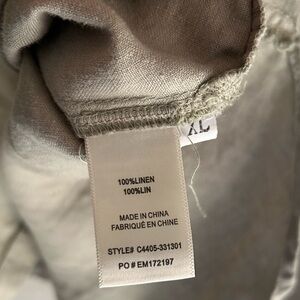 XL
100%LINEN
100%LIN
MADE IN CHINA
FABRIQUÉ EN CHINE
STYLE# C4405-331301
PO # EM172197